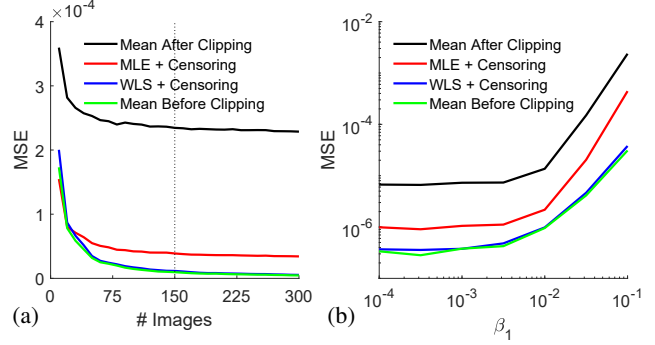 ×10⁻⁴
4
Mean After Clipping
MLE + Censoring
WLS + Censoring
Mean Before Clipping
MSE
2
0
0
75
150
225
300
# Images
(a)
10⁻²
Mean After Clipping
MLE + Censoring
WLS + Censoring
Mean Before Clipping
MSE
10⁻⁴
10⁻⁶
10⁻⁴
10⁻³
10⁻²
10⁻¹
β₁
(b)